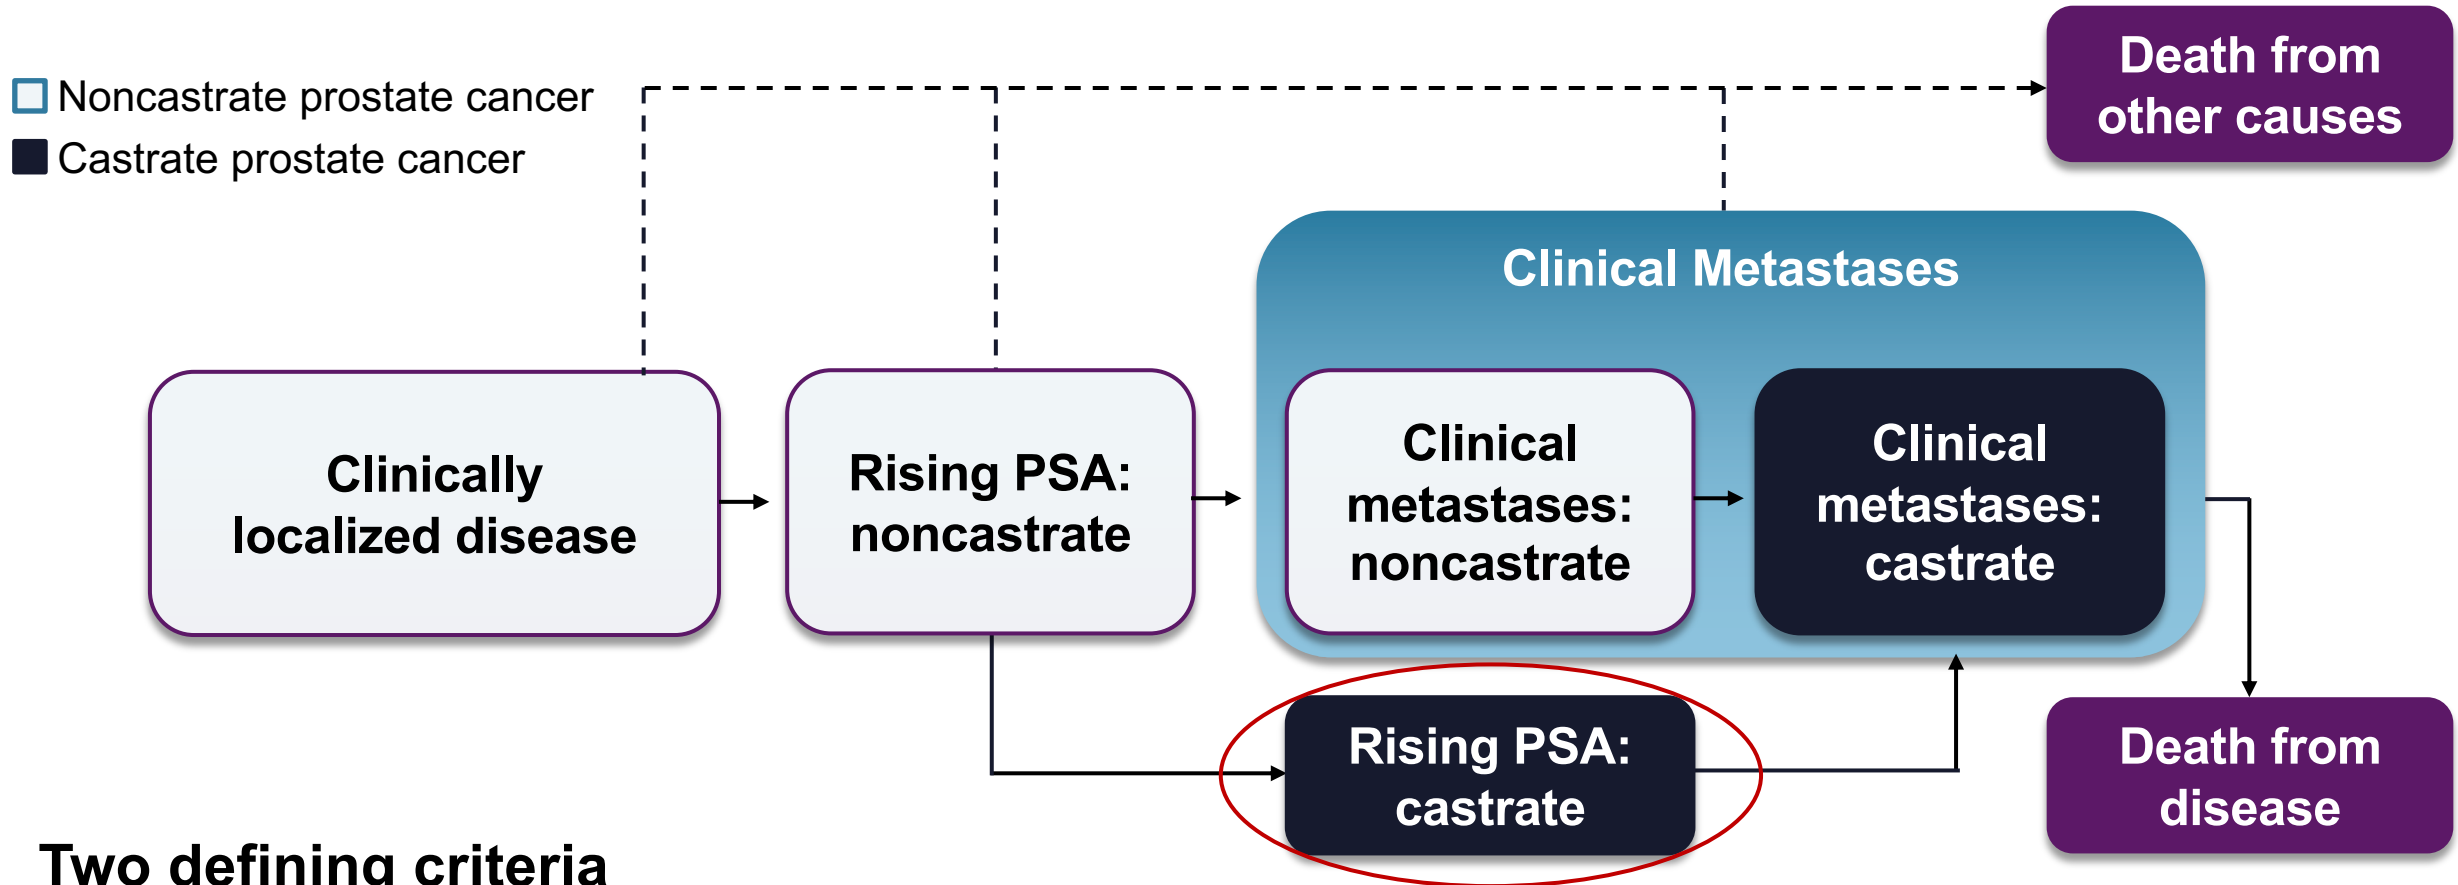 Noncastrate prostate cancer
Castrate prostate cancer
Death from
other causes
Clinical Metastases
Clinically
localized disease
Rising PSA:
noncastrate
Clinical
metastases:
noncastrate
Clinical
metastases:
castrate
Rising PSA:
castrate
Death from
disease
Two defining criteria